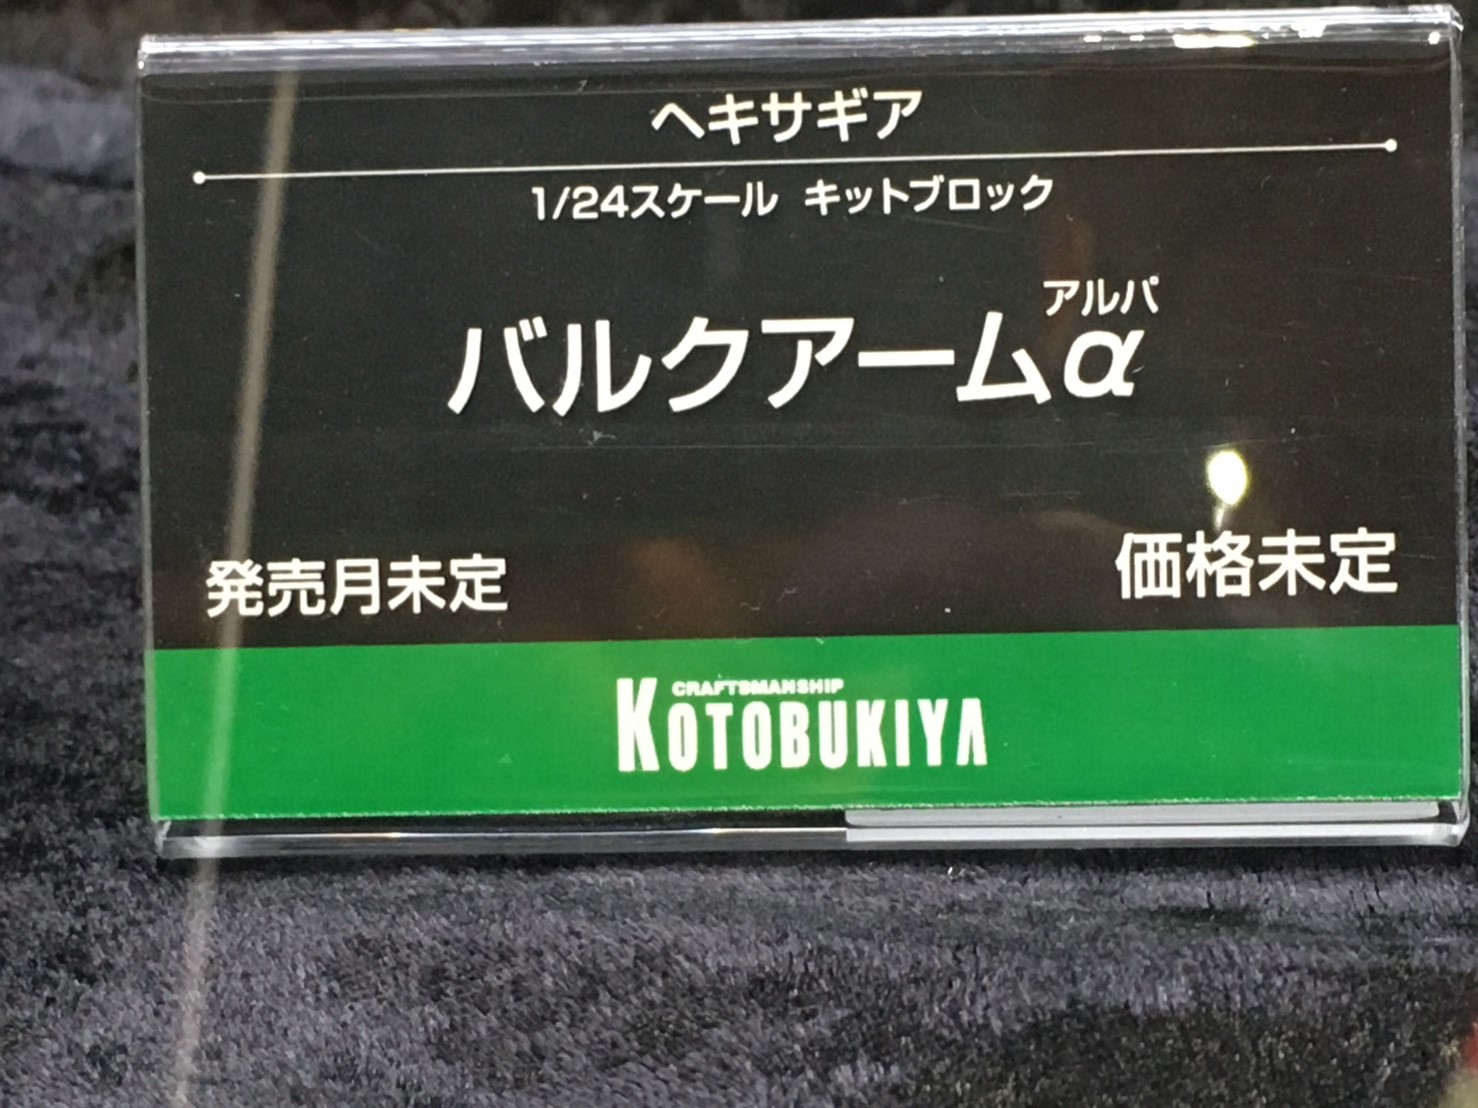 ヘキサギア
1/24スケール キットブロック
アルパ
バルクアームα
発売月未定 価格未定
CRAFTSMANSHIP
KOTOBUKIYA